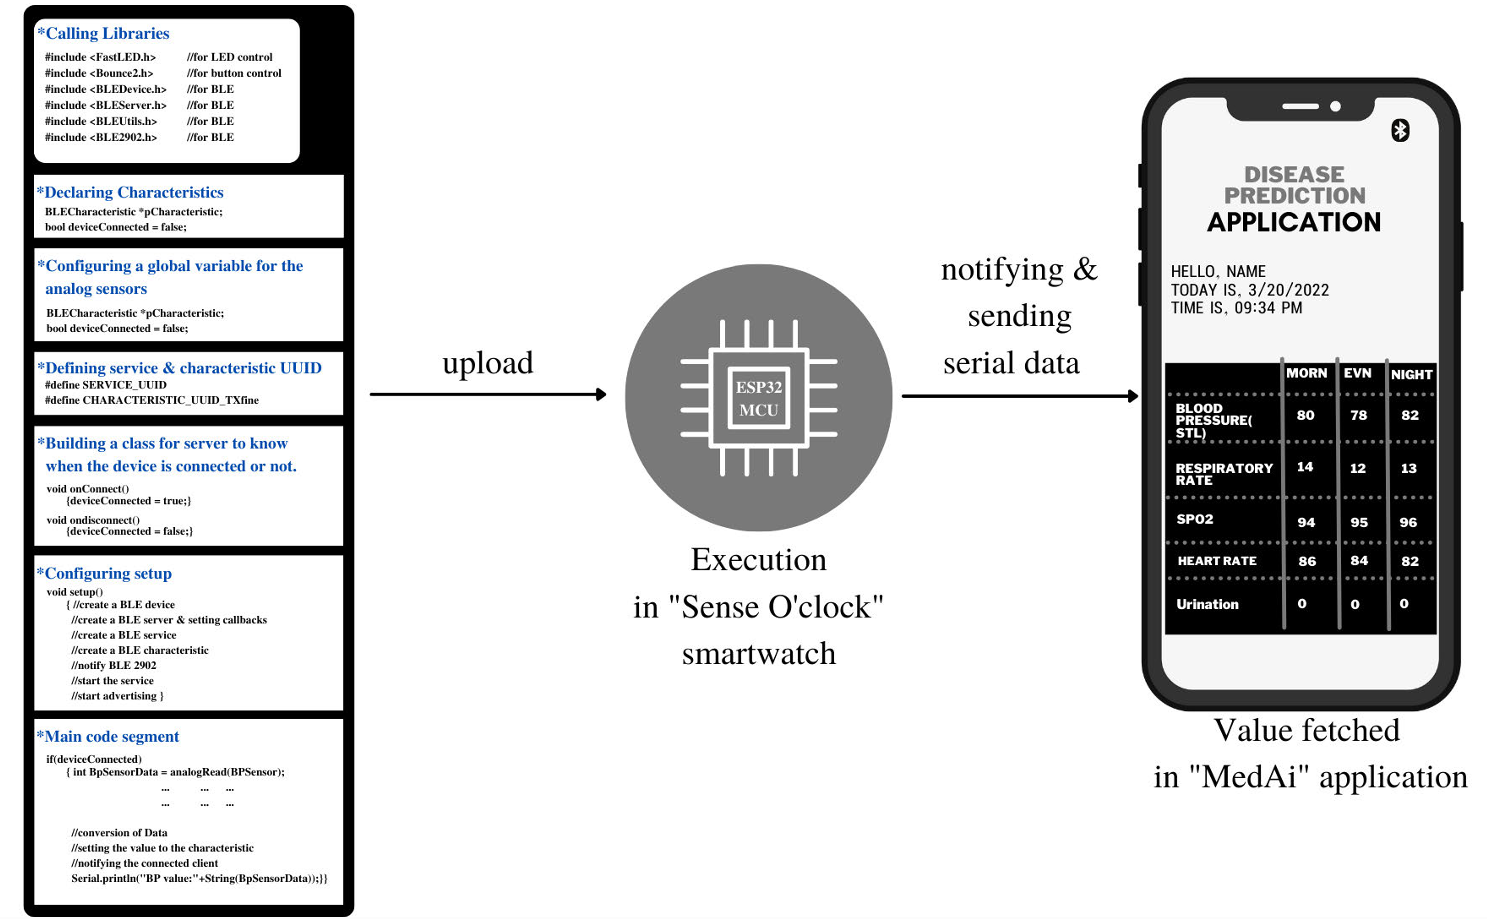 *Calling Libraries
#include <FastLED.h> //for LED control
#include <Bounce2.h> //for button control
#include <BLEDevice.h> //for BLE
#include <BLEServer.h> //for BLE
#include <BLEUtils.h> //for BLE
#include <BLE2902.h> //for BLE
*Declaring Characteristics
BLECharacteristic *pCharacteristic;
bool deviceConnected = false;
*Configuring a global variable for the
analog sensors
BLECharacteristic *pCharacteristic;
bool deviceConnected = false;
*Defining service & characteristic UUID
#define SERVICE_UUID
#define CHARACTERISTIC_UUID_TXfine
*Building a class for server to know
when the device is connected or not.
void onConnect()
{deviceConnected = true;}
void ondisconnect()
{deviceConnected = false;}
*Configuring setup
void setup()
{ //create a BLE device
//create a BLE server & setting callbacks
//create a BLE service
//create a BLE characteristic
//notify BLE 2902
//start the service
//start advertising }
*Main code segment
if(deviceConnected)
{ int BpSensorData = analogRead(BPSensor);
... ... ...
... ... ...
//conversion of Data
//setting the value to the characteristic
//notifying the connected client
Serial.println("BP value:"+String(BpSensorData));}}
upload
ESP32
MCU
Execution
in "Sense O'clock"
smartwatch
notifying &
sending
serial data
DISEASE
PREDICTION
APPLICATION
HELLO, NAME
TODAY IS, 3/20/2022
TIME IS, 09:34 PM
MORN EVN NIGHT
BLOOD
PRESSURE( 80 78 82
STL)
RESPIRATORY 14 12 13
RATE
SPO2 94 95 96
HEART RATE 86 84 82
Urination 0 0 0
Value fetched
in "MedAi" application